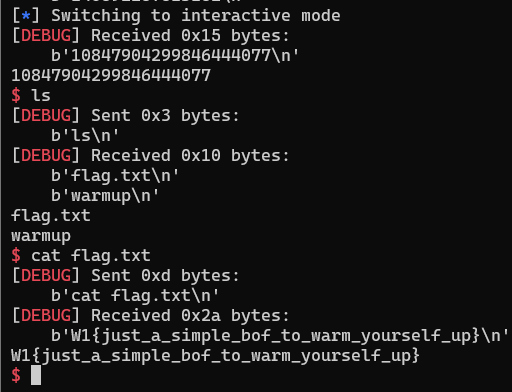 [*] Switching to interactive mode
[DEBUG] Received 0x15 bytes:
    b'10847904299846444077\n'
10847904299846444077
$ ls
[DEBUG] Sent 0x3 bytes:
    b'ls\n'
[DEBUG] Received 0x10 bytes:
    b'flag.txt\n'
    b'warmup\n'
flag.txt
warmup
$ cat flag.txt
[DEBUG] Sent 0xd bytes:
    b'cat flag.txt\n'
[DEBUG] Received 0x2a bytes:
    b'W1{just_a_simple_bof_to_warm_yourself_up}\n'
W1{just_a_simple_bof_to_warm_yourself_up}
$